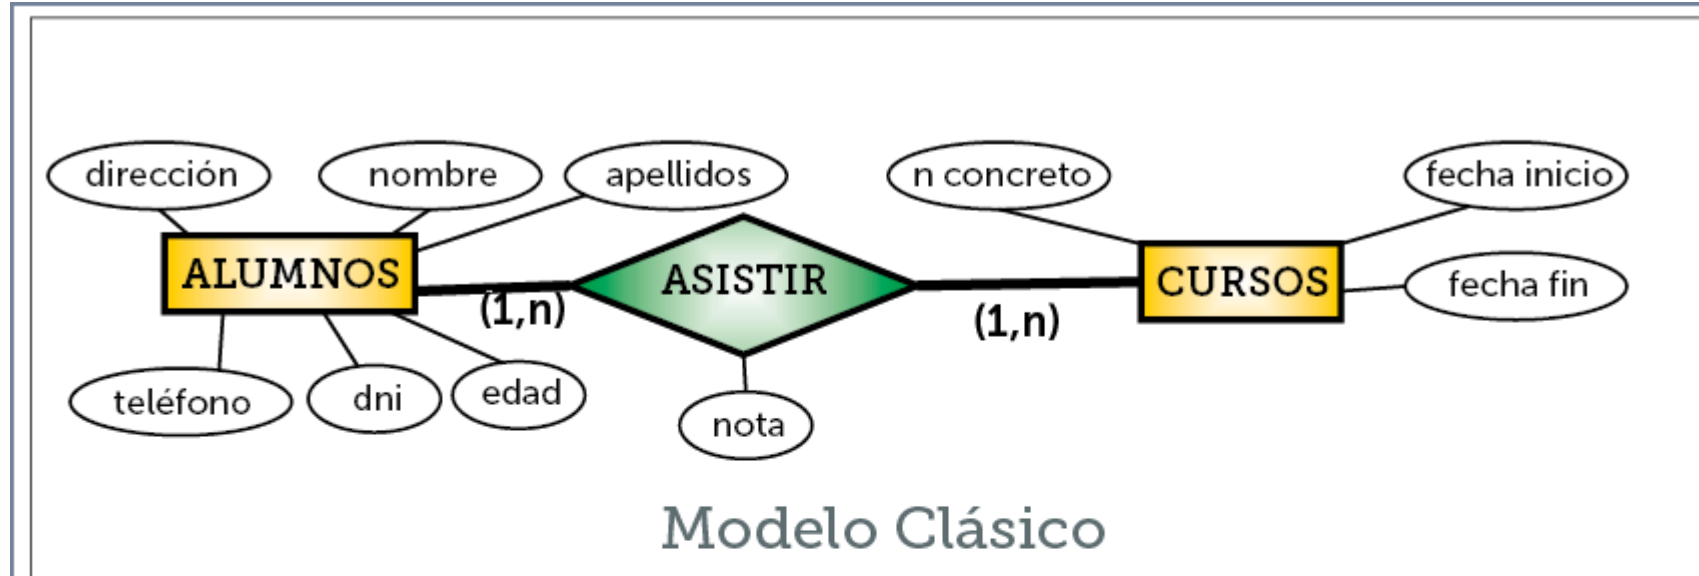 dirección
nombre
apellidos
n concreto
fecha inicio
ALUMNOS
ASISTIR
CURSOS
fecha fin
(1,n)
(1,n)
teléfono
dni
edad
nota
Modelo Clásico